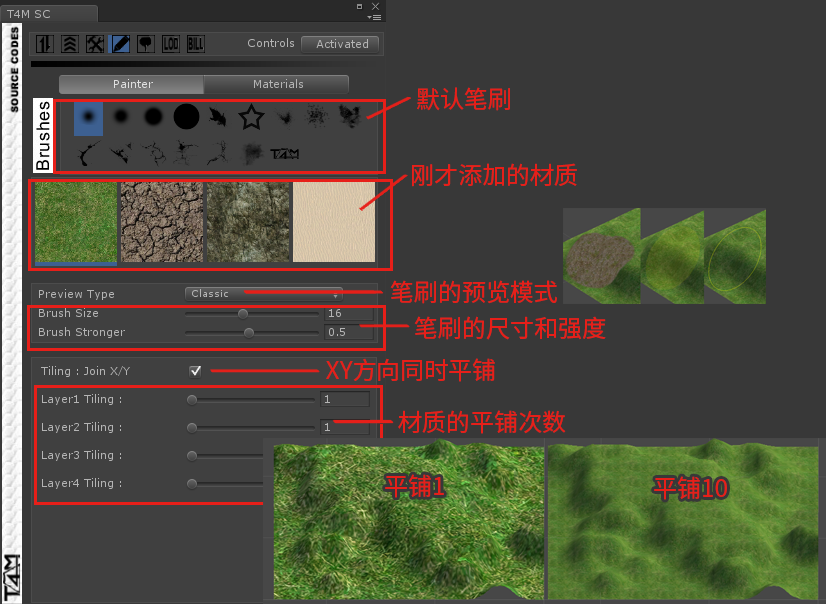 T4M SC
SOURCE CODES
LOD
BILL
Controls
Activated
Painter
Materials
Brushes
T4M
默认笔刷
刚才添加的材质
Preview Type
Classic
笔刷的预览模式
Brush Size
16
Brush Stronger
0.5
笔刷的尺寸和强度
Tiling : Join X/Y
XY方向同时平铺
Layer1 Tiling :
1
Layer2 Tiling :
1
材质的平铺次数
Layer3 Tiling :
Layer4 Tiling :
平铺1
平铺10
T4M